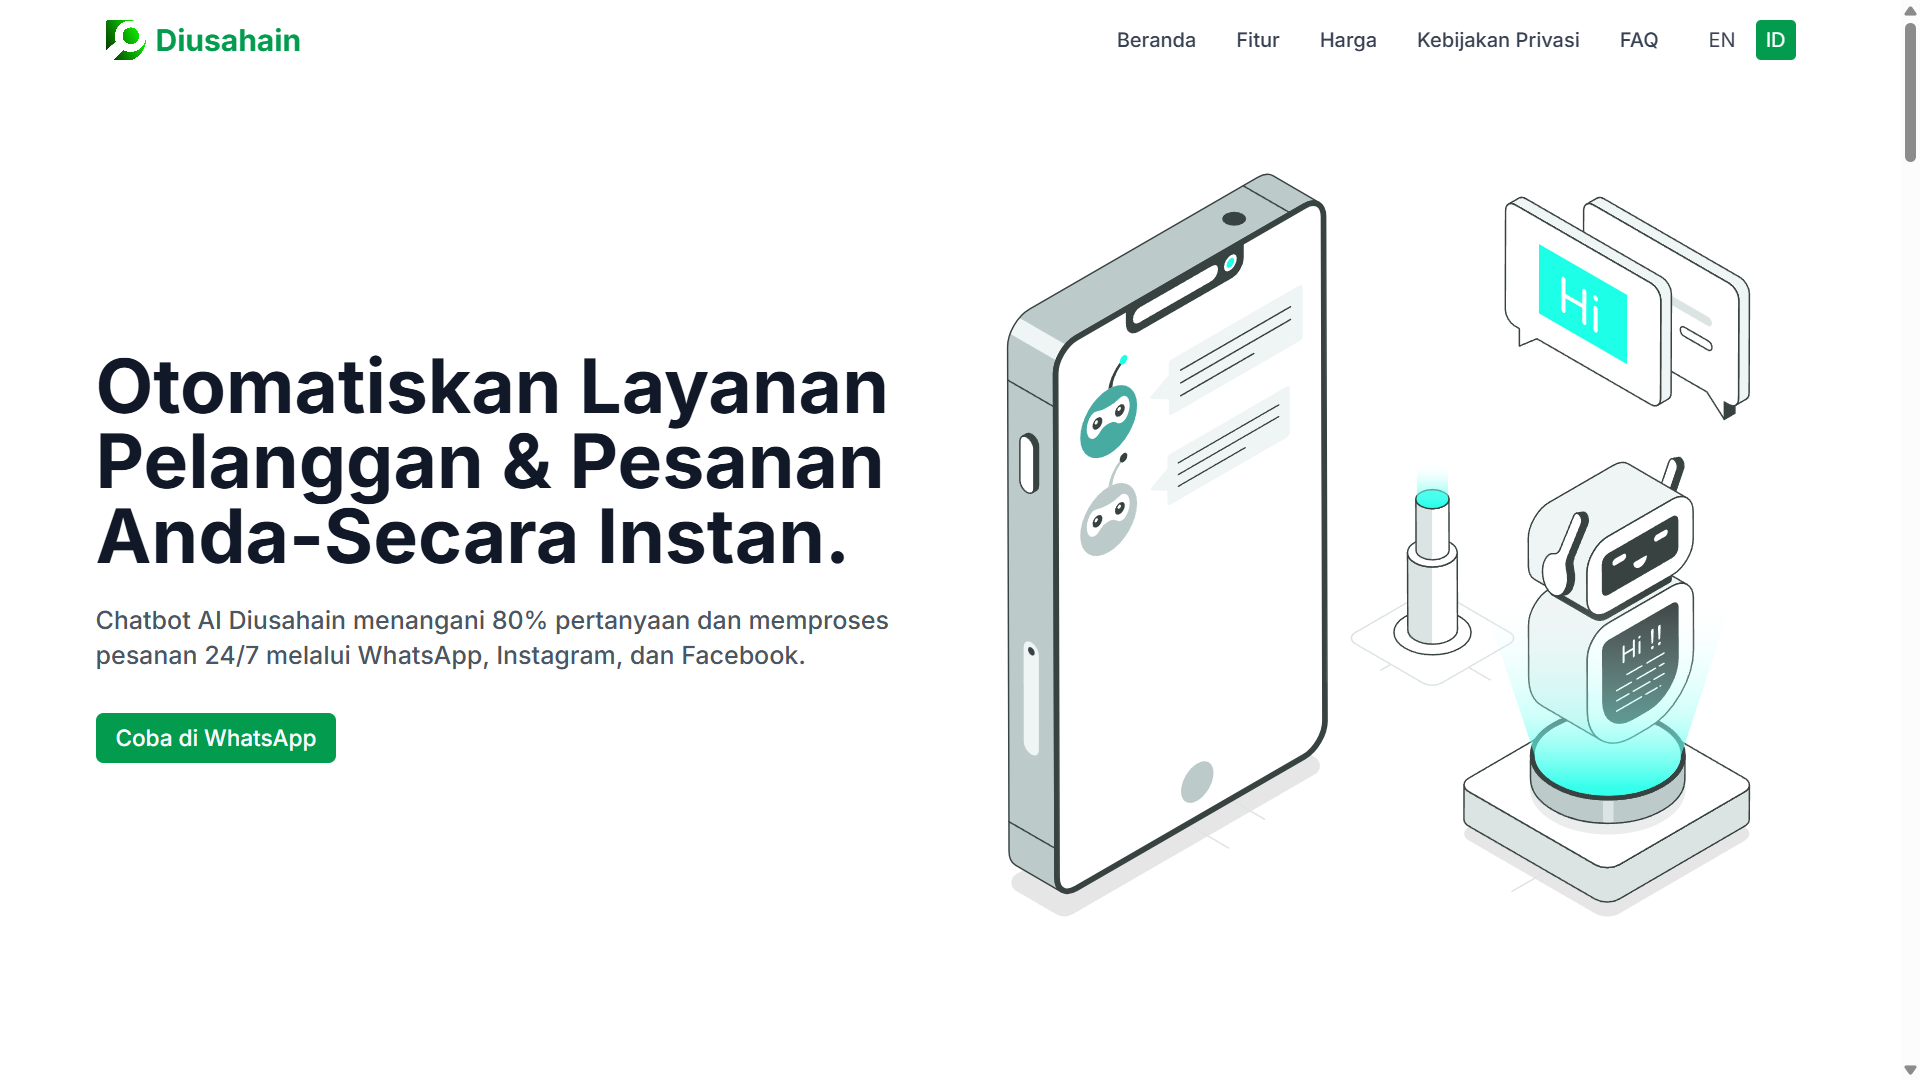 Diusahain
Beranda
Fitur
Harga
Kebijakan Privasi
FAQ
EN
ID
Otomatiskan Layanan
Pelanggan & Pesanan
Anda-Secara Instan.
Chatbot AI Diusahain menangani 80% pertanyaan dan memproses
pesanan 24/7 melalui WhatsApp, Instagram, dan Facebook.
Coba di WhatsApp
Hi
Hi !!